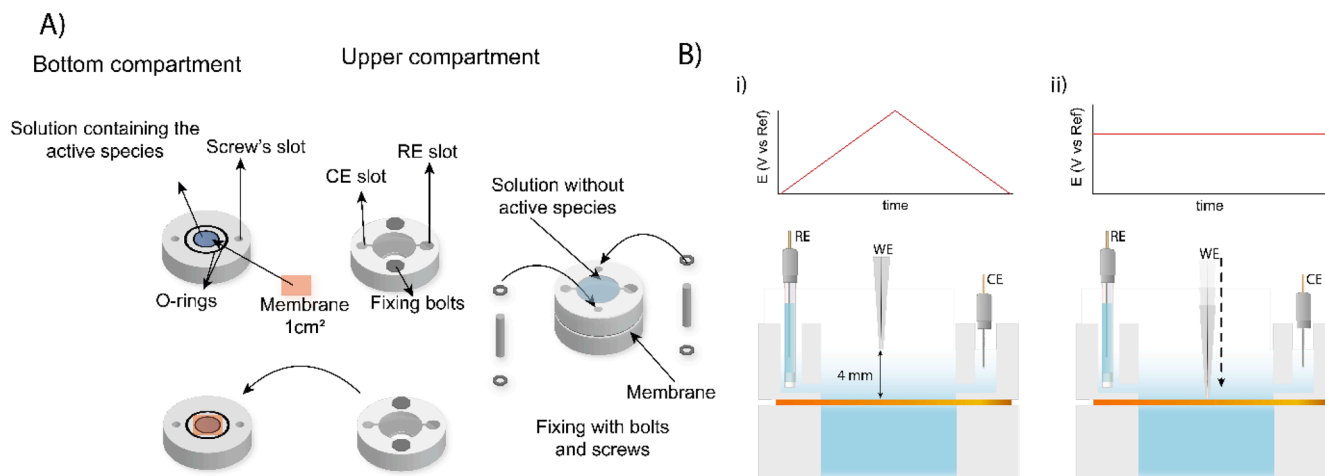 A)
Bottom compartment
Upper compartment
Solution containing the
active species
Screw's slot
CE slot
RE slot
O-rings
Membrane
1cm²
Fixing bolts
Solution without
active species
Membrane
Fixing with bolts
and screws
B)
i)
E (V vs Ref)
time
RE
WE
CE
4 mm
ii)
E (V vs Ref)
time
RE
WE
CE